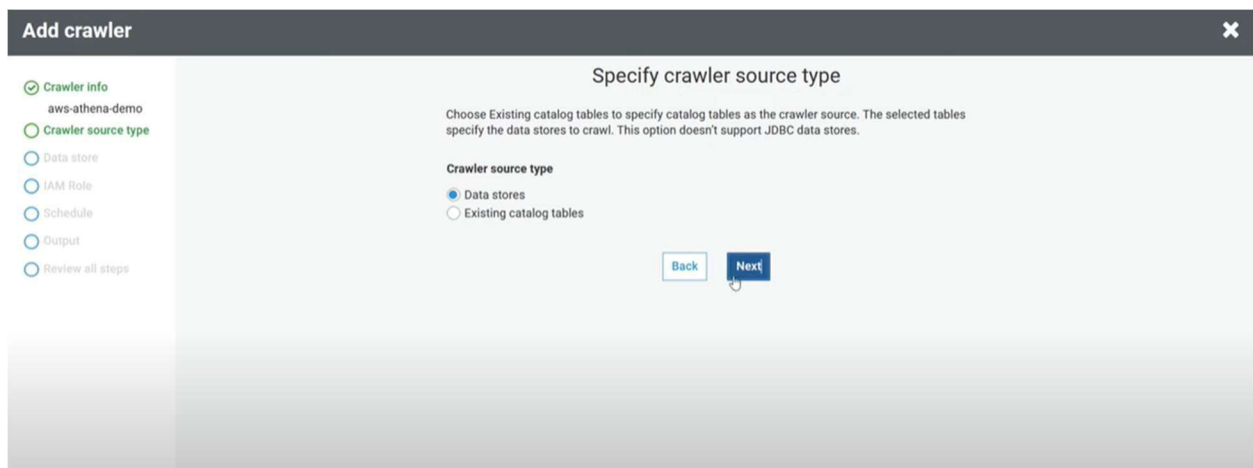 Add crawler
Crawler info
aws-athena-demo
Crawler source type
Data store
IAM Role
Schedule
Output
Review all steps
Specify crawler source type
Choose Existing catalog tables to specify catalog tables as the crawler source. The selected tables
specify the data stores to crawl. This option doesn't support JDBC data stores.
Crawler source type
Data stores
Existing catalog tables
Back
Next